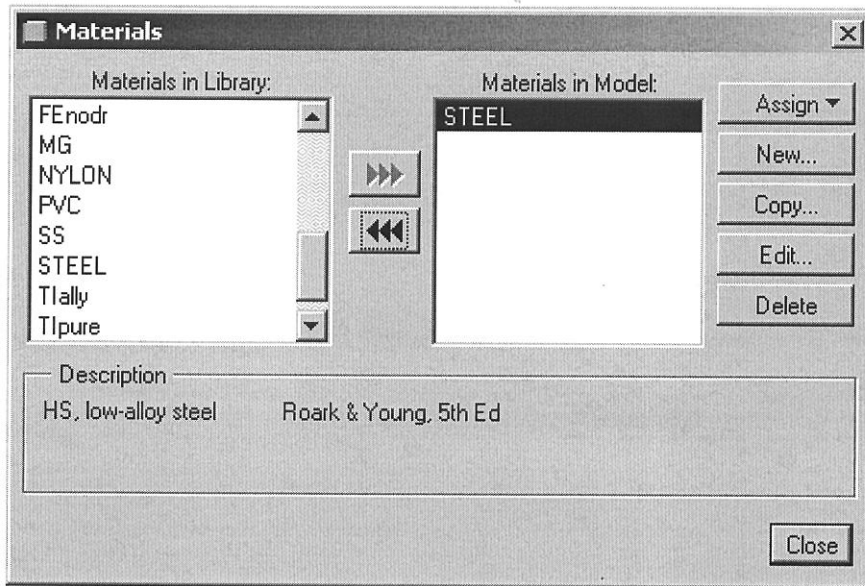 Materials
Materials in Library:
FEnodr
MG
NYLON
PVC
SS
STEEL
TIally
TIpure
Materials in Model:
STEEL
Assign
New...
Copy...
Edit...
Delete
Description
HS, low-alloy steel Roark & Young, 5th Ed
Close